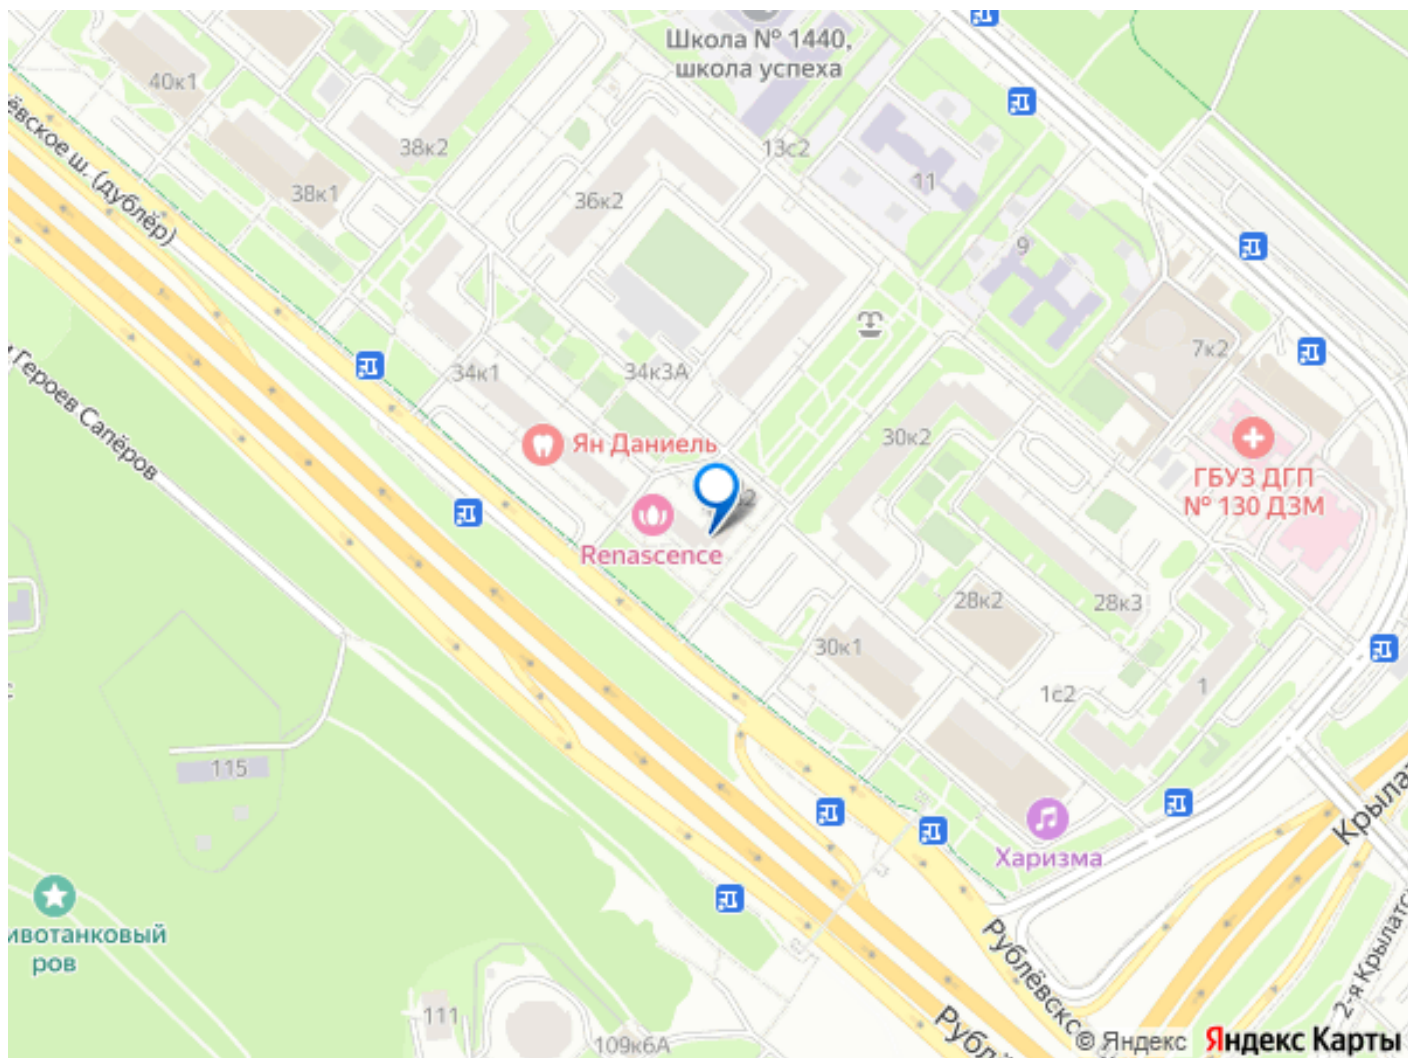 Школа № 1440,
школа успеха
40к1
38к2
13с2
11
38к1
36к2
9
ёвское ш. (дублёр)
7к2
34к1
34к3А
Героев Сапёров
Ян Даниель
30к2
ГБУЗ ДГП
№ 130 ДЗМ
Renascence
28к2
28к3
30к1
1с2
1
115
Харизма
Крылат
ивотанковый
ров
Рублёвско
2-я Крылатс
111
109к6А
Рублё
© Яндекс Яндекс Карты